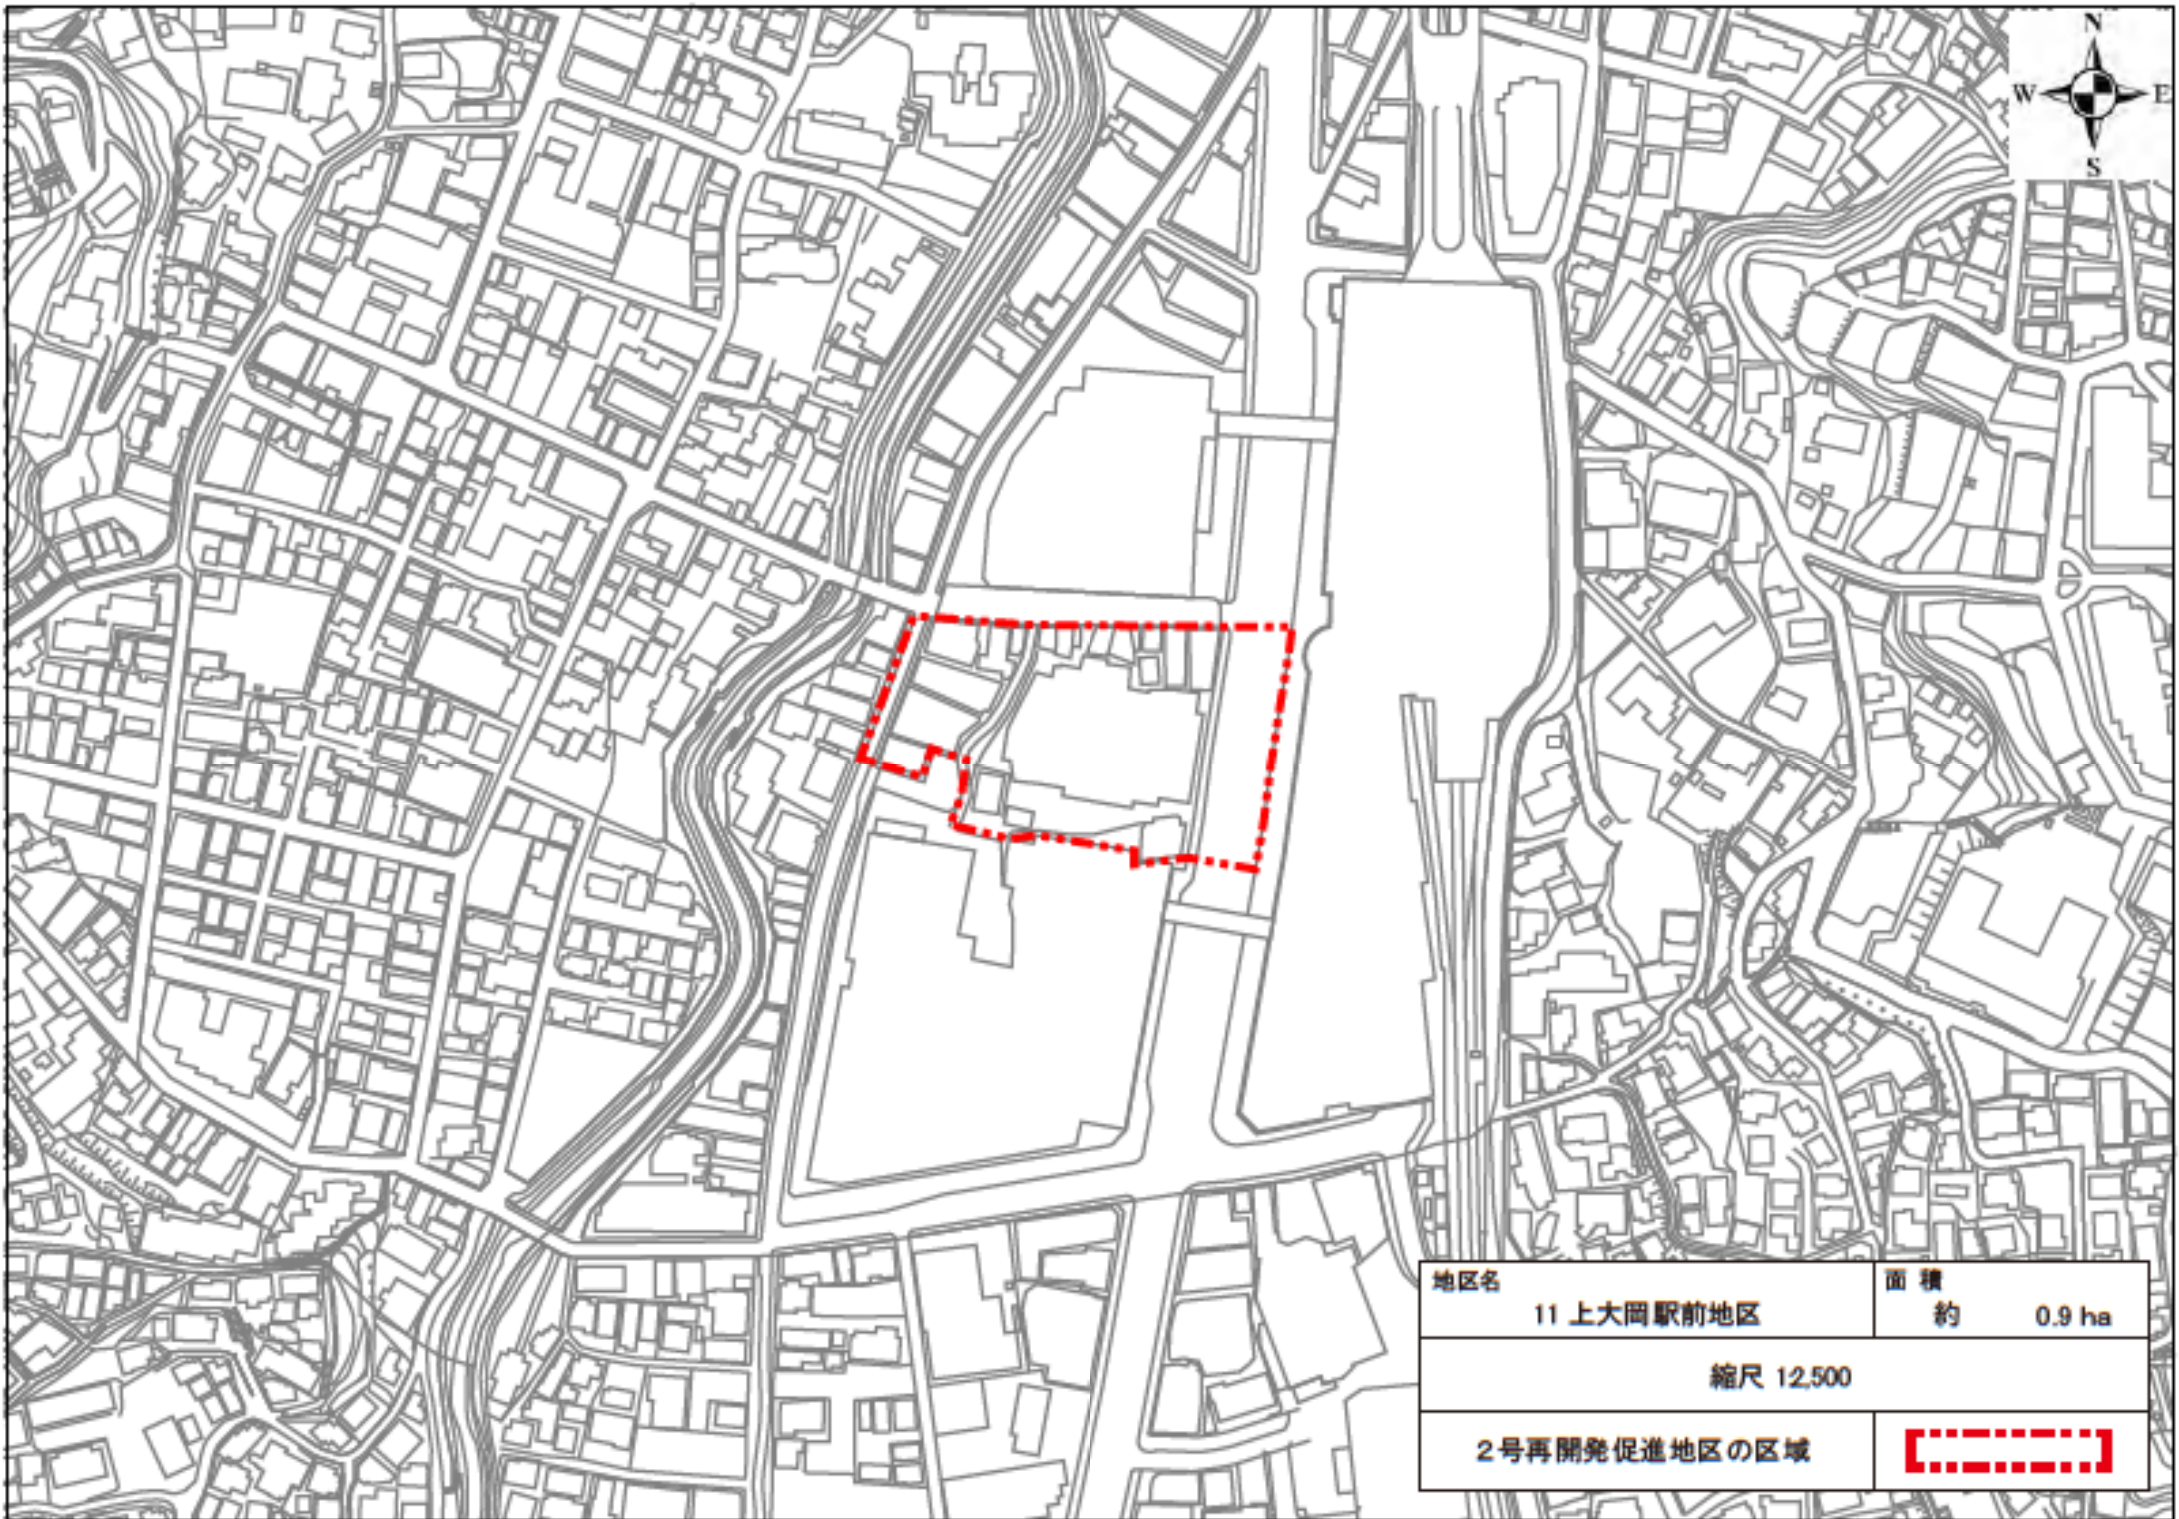 N
W E
S
地区名
11 上大岡駅前地区
面 積
約 0.9 ha
縮尺 12,500
2号再開発促進地区の区域